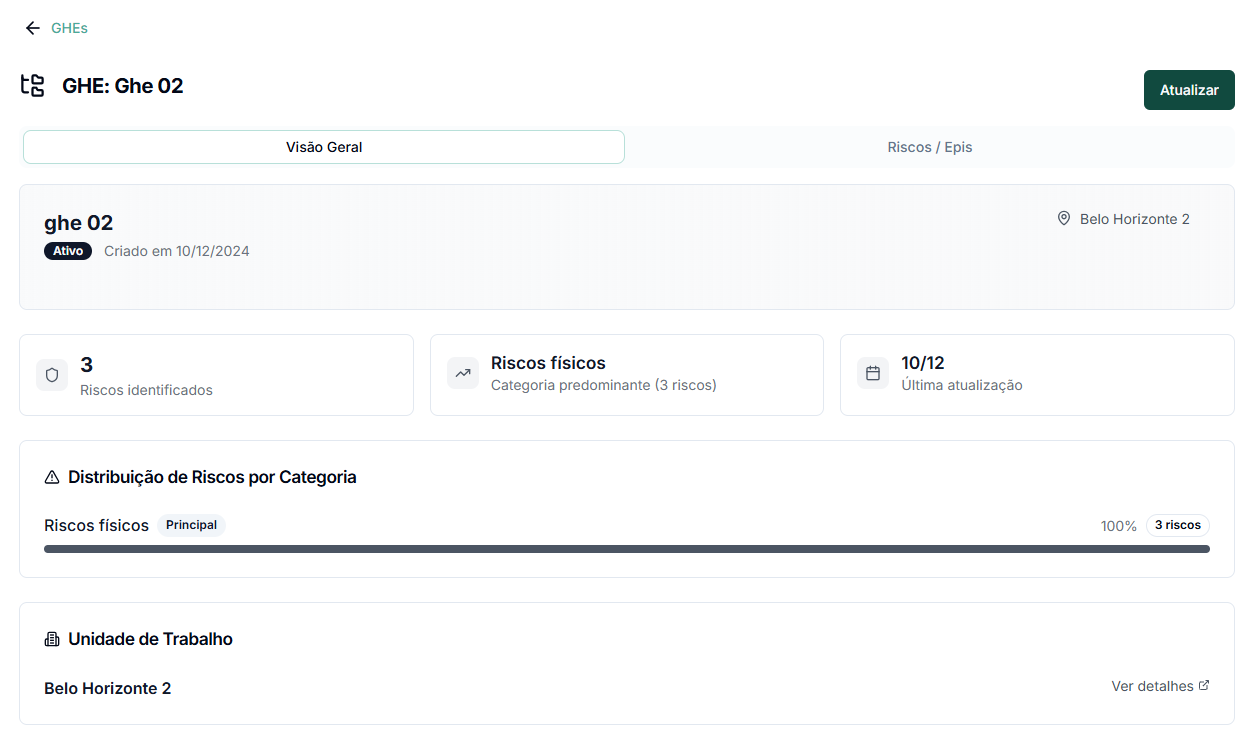 GHEs
GHE: Ghe 02
Atualizar
Visão Geral
Riscos / Epis
ghe 02
Belo Horizonte 2
Ativo
Criado em 10/12/2024
3
Riscos identificados
Riscos físicos
Categoria predominante (3 riscos)
10/12
Última atualização
Distribuição de Riscos por Categoria
Riscos físicos
Principal
100%
3 riscos
Unidade de Trabalho
Belo Horizonte 2
Ver detalhes